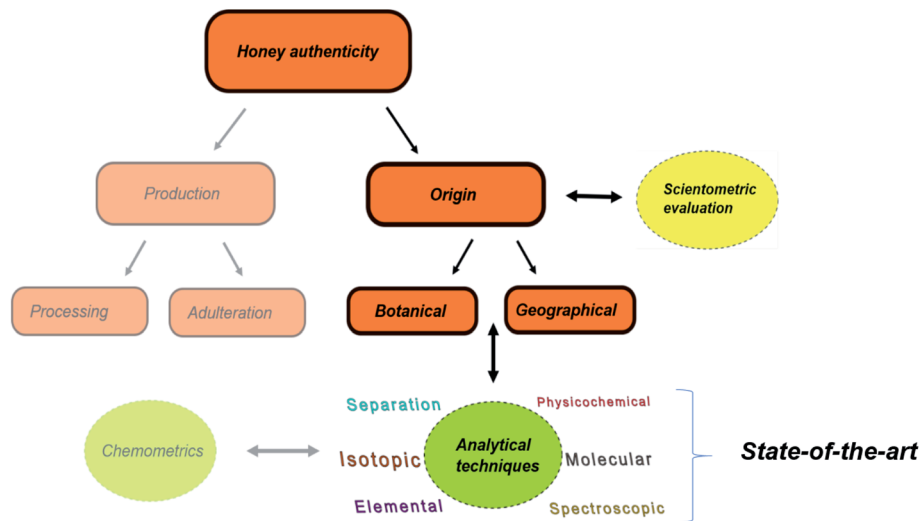 Honey authenticity
Production
Origin
Scientometric
evaluation
Processing
Adulteration
Botanical
Geographical
Separation
Physicochemical
Chemometrics
Isotopic
Analytical
techniques
Molecular
State-of-the-art
Elemental
Spectroscopic